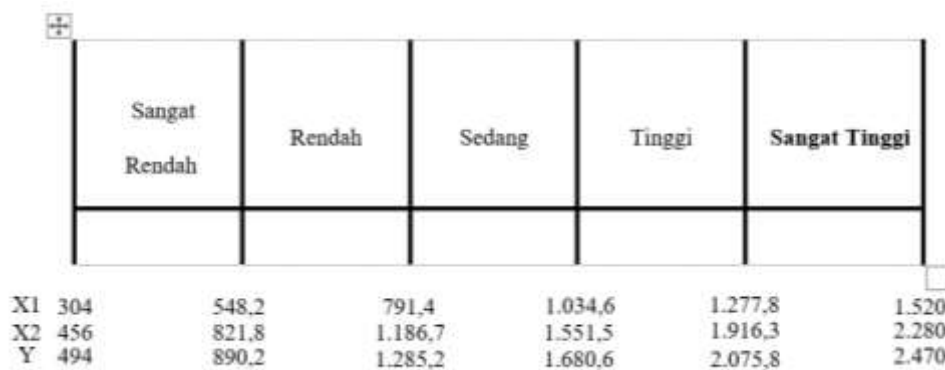 Sangat
Rendah
Rendah
Sedang
Tinggi
Sangat Tinggi
X1 304 548,2 791,4 1.034,6 1.277,8 1.520
X2 456 821,8 1.186,7 1.551,5 1.916,3 2.280
Y 494 890,2 1.285,2 1.680,6 2.075,8 2.470